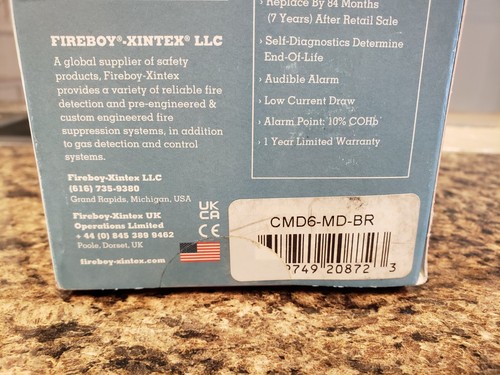 › Replace By 84 Months
(7 Years) After Retail Sale
› Self-Diagnostics Determine
End-Of-Life
› Audible Alarm
› Low Current Draw
› Alarm Point: 10% COHb
› 1 Year Limited Warranty
FIREBOY®-XINTEX® LLC
A global supplier of safety
products, Fireboy-Xintex
provides a variety of reliable fire
detection and pre-engineered &
custom engineered fire
suppression systems, in addition
to gas detection and control
systems.
Fireboy-Xintex LLC
(616) 735-9380
Grand Rapids, Michigan, USA
Fireboy-Xintex UK
Operations Limited
+ 44 (0) 845 389 9462
Poole, Dorset, UK
fireboy-xintex.com
UK
CA
CE
CMD6-MD-BR
749 20872 3